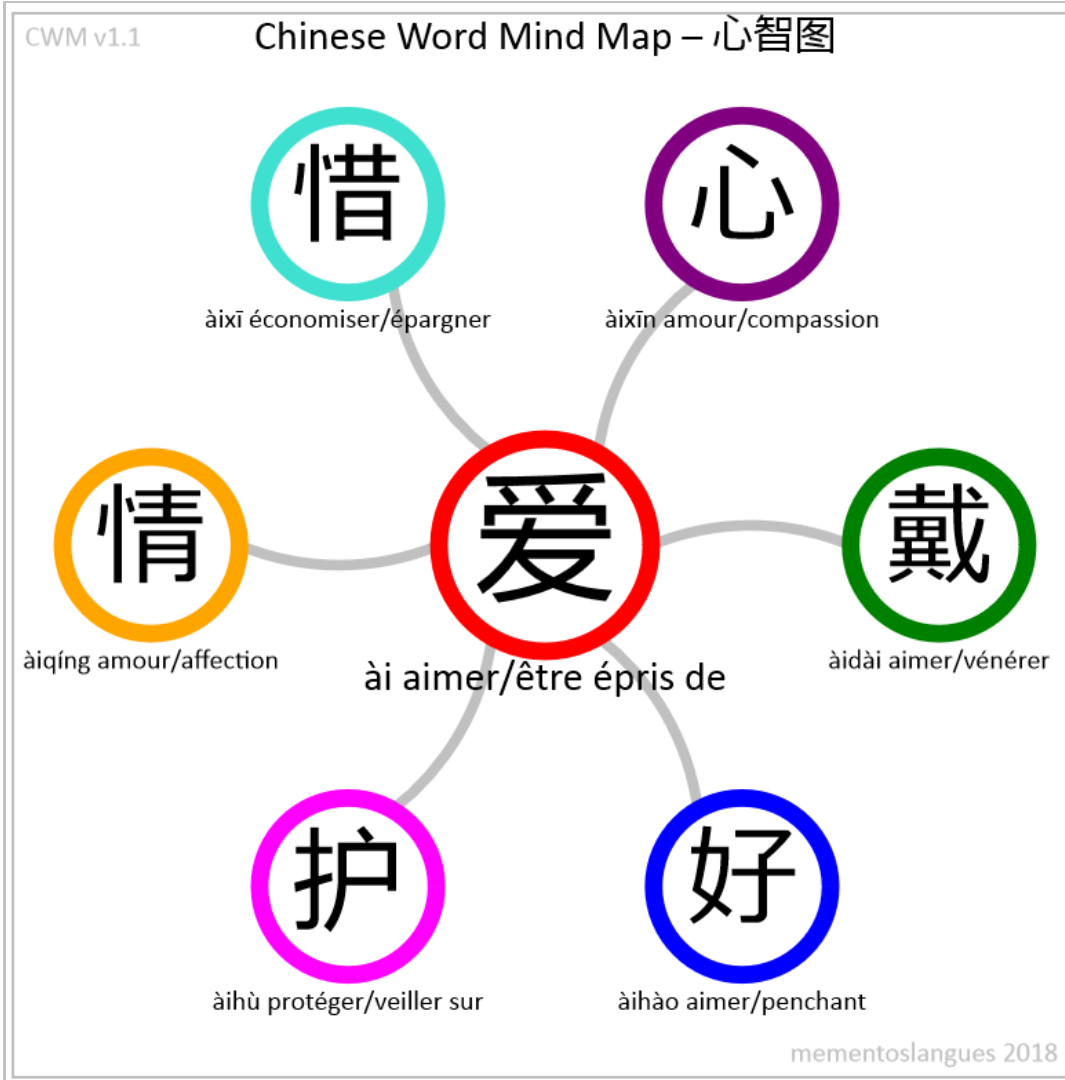 CWM v1.1
Chinese Word Mind Map – 心智图
惜
àixī économiser/épargner
心
àixīn amour/compassion
情
àiqíng amour/affection
爱
ài aimer/être épris de
戴
àidài aimer/vénérer
护
àihù protéger/veiller sur
好
àihào aimer/penchant
mementoslangues 2018